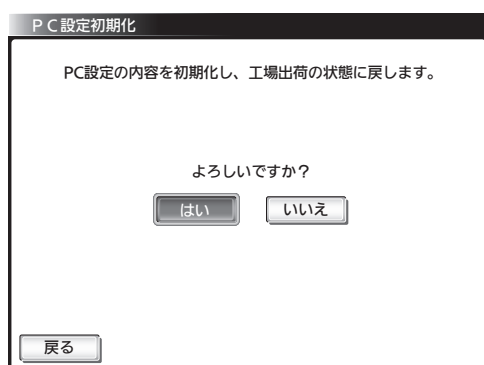 ＰＣ設定初期化
PC設定の内容を初期化し、工場出荷の状態に戻します。
よろしいですか？
はい
いいえ
戻る